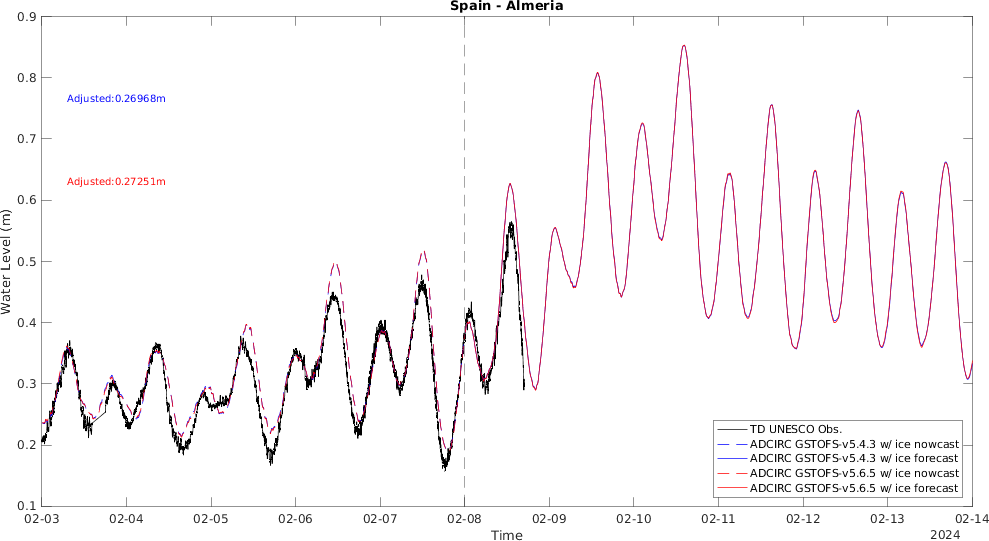 Spain - Almeria
0.9
0.8
0.7
0.6
0.5
0.4
0.3
0.2
0.1
Water Level (m)
Adjusted:0.26968m
Adjusted:0.27251m
TD UNESCO Obs.
ADCIRC GSTOFS-v5.4.3 w/ ice nowcast
ADCIRC GSTOFS-v5.4.3 w/ ice forecast
ADCIRC GSTOFS-v5.6.5 w/ ice nowcast
ADCIRC GSTOFS-v5.6.5 w/ ice forecast
02-03 02-04 02-05 02-06 02-07 02-08 02-09 02-10 02-11 02-12 02-13 02-14
Time
2024